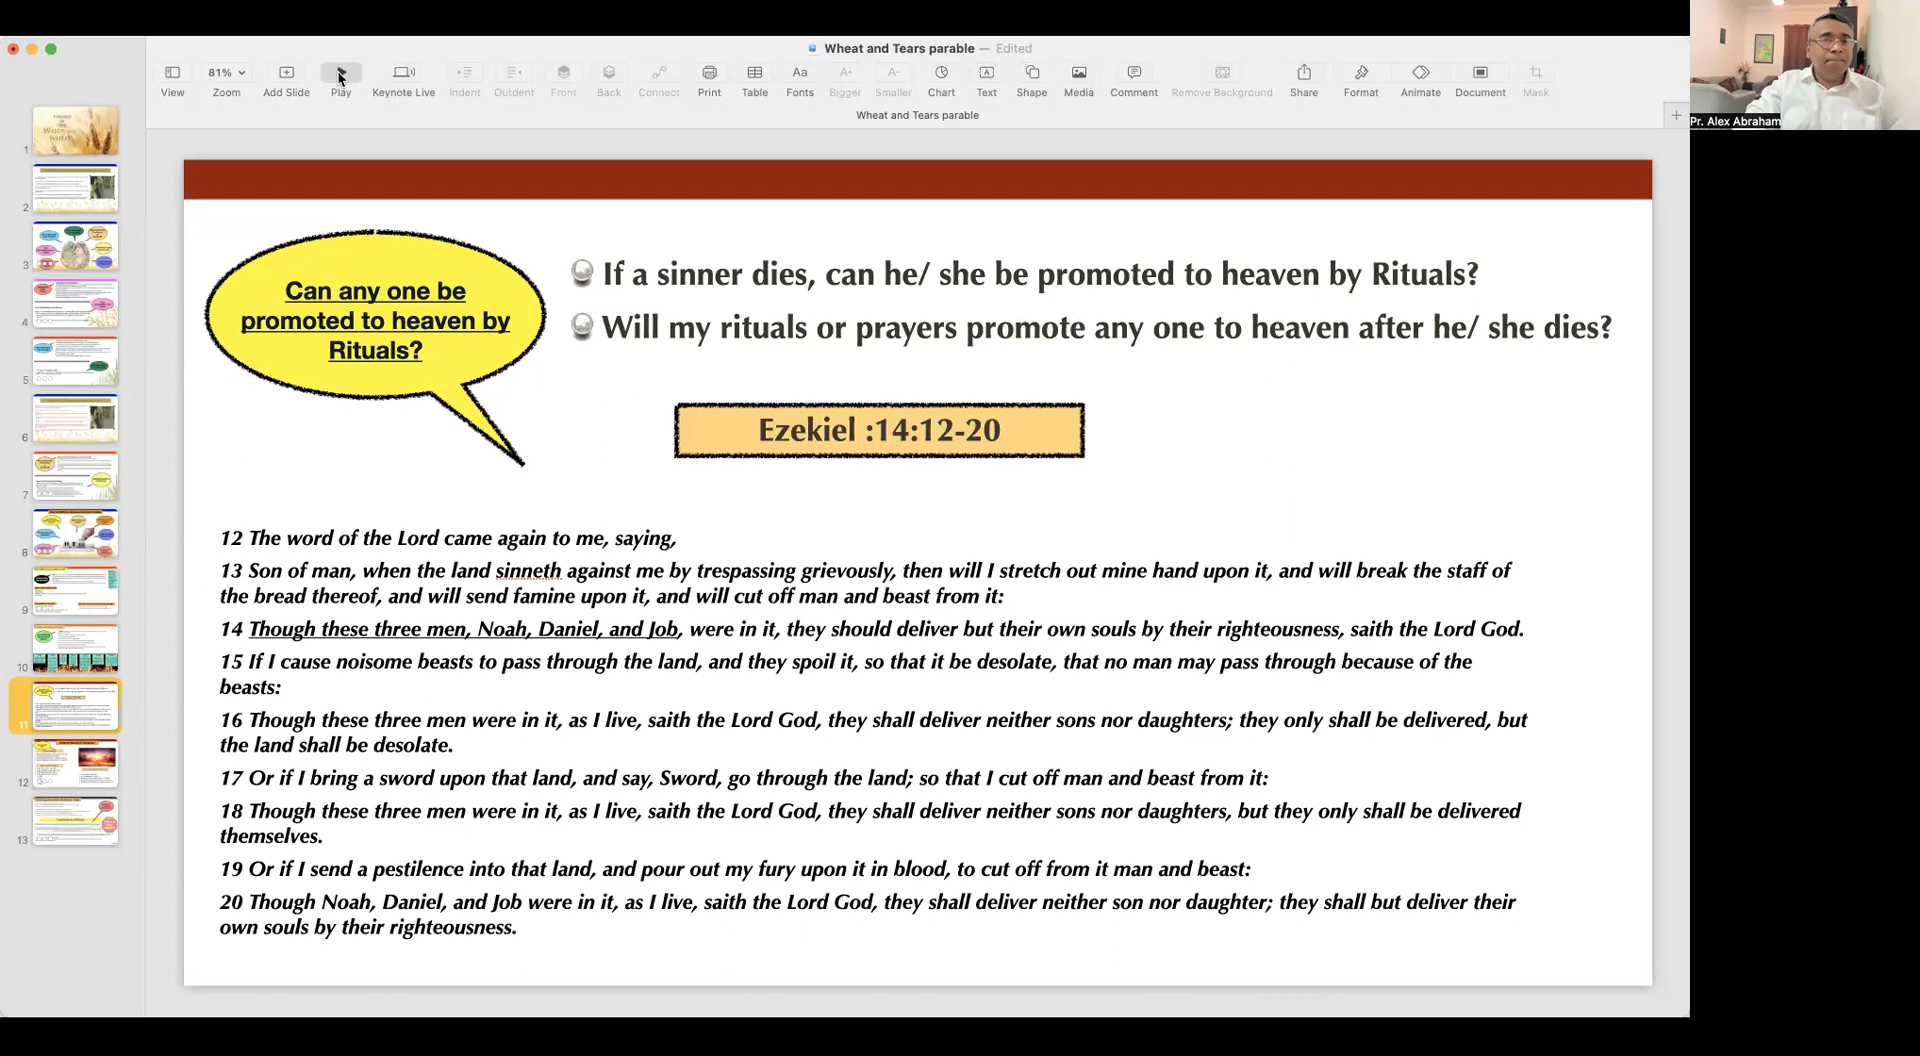 Wheat and Tears parable — Edited
81%
View
Zoom
Add Slide
Play
Keynote Live
Indent
Outdent
Front
Back
Connect
Print
Table
Fonts
Bigger
Smaller
Chart
Text
Shape
Media
Comment
Remove Background
Share
Format
Animate
Document
Mask
Wheat and Tears parable
Pr. Alex Abraham
1
2
3
4
5
6
7
8
9
10
11
12
13
Can any one be
promoted to heaven by
Rituals?
If a sinner dies, can he/ she be promoted to heaven by Rituals?
Will my rituals or prayers promote any one to heaven after he/ she dies?
Ezekiel :14:12-20
12 The word of the Lord came again to me, saying,
13 Son of man, when the land sinneth against me by trespassing grievously, then will I stretch out mine hand upon it, and will break the staff of
the bread thereof, and will send famine upon it, and will cut off man and beast from it:
14 Though these three men, Noah, Daniel, and Job, were in it, they should deliver but their own souls by their righteousness, saith the Lord God.
15 If I cause noisome beasts to pass through the land, and they spoil it, so that it be desolate, that no man may pass through because of the
beasts:
16 Though these three men were in it, as I live, saith the Lord God, they shall deliver neither sons nor daughters; they only shall be delivered, but
the land shall be desolate.
17 Or if I bring a sword upon that land, and say, Sword, go through the land; so that I cut off man and beast from it:
18 Though these three men were in it, as I live, saith the Lord God, they shall deliver neither sons nor daughters, but they only shall be delivered
themselves.
19 Or if I send a pestilence into that land, and pour out my fury upon it in blood, to cut off from it man and beast:
20 Though Noah, Daniel, and Job were in it, as I live, saith the Lord God, they shall deliver neither son nor daughter; they shall but deliver their
own souls by their righteousness.